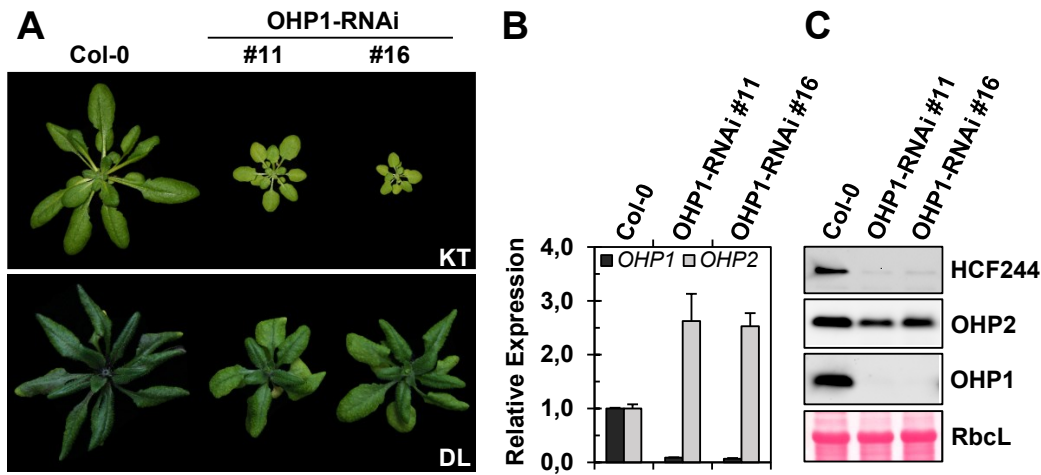 A
OHP1-RNAi
Col-0 #11 #16
KT
DL
B
Col-0
OHP1-RNAi #11
OHP1-RNAi #16
OHP1 OHP2
Relative Expression
4,0
3,0
2,0
1,0
0,0
C
Col-0
OHP1-RNAi #11
OHP1-RNAi #16
HCF244
OHP2
OHP1
RbcL